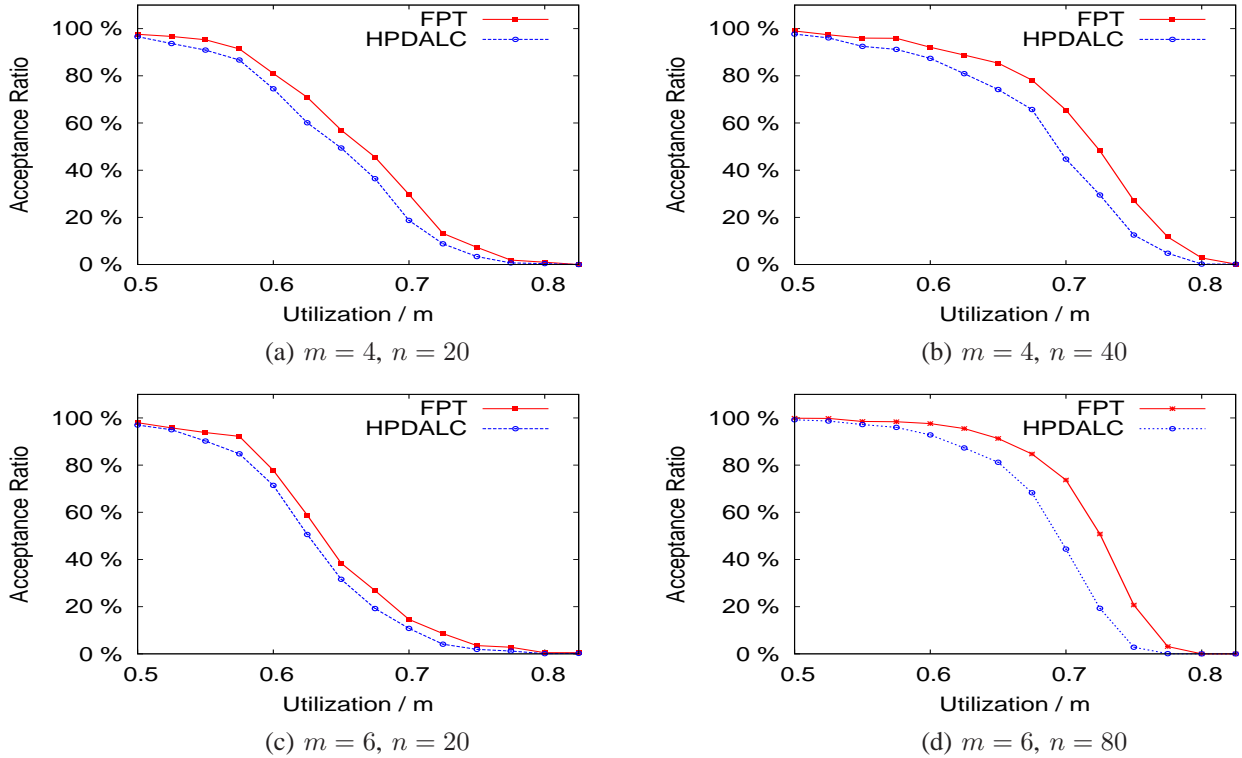 100 %
80 %
60 %
40 %
20 %
0 %
Acceptance Ratio
FPT
HPDALC
0.5
0.6
0.7
0.8
Utilization / m
(a) m = 4, n = 20
100 %
80 %
60 %
40 %
20 %
0 %
Acceptance Ratio
FPT
HPDALC
0.5
0.6
0.7
0.8
Utilization / m
(b) m = 4, n = 40
100 %
80 %
60 %
40 %
20 %
0 %
Acceptance Ratio
FPT
HPDALC
0.5
0.6
0.7
0.8
Utilization / m
(c) m = 6, n = 20
100 %
80 %
60 %
40 %
20 %
0 %
Acceptance Ratio
FPT
HPDALC
0.5
0.6
0.7
0.8
Utilization / m
(d) m = 6, n = 80